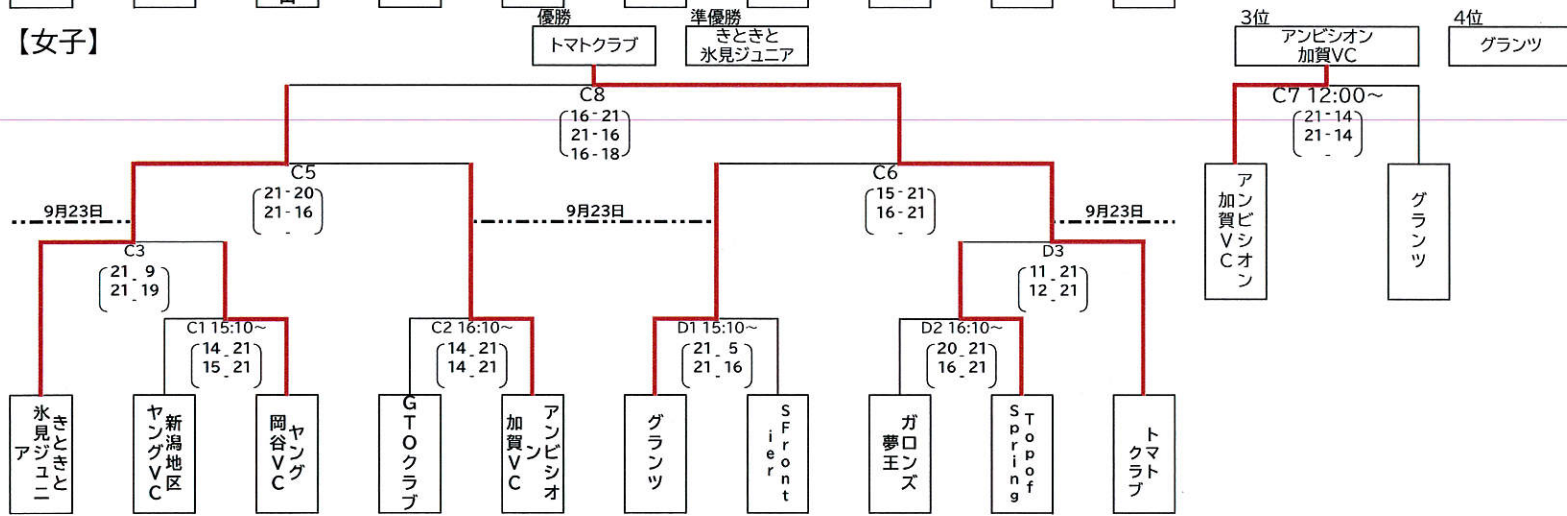 【女子】
優勝
トマトクラブ
準優勝
きときと
氷見ジュニア
3位
アンビシオン
加賀VC
4位
グランツ
C8
16-21
21-16
16-18
C7 12:00～
21-14
21-14
-
アンビシオン
加賀VC
グランツ
C5
21-20
21-16
-
C6
15-21
16-21
-
9月23日
9月23日
9月23日
C3
21-9
21-19
D3
11-21
12-21
C1 15:10～
14-21
15-21
C2 16:10～
14-21
14-21
D1 15:10～
21-5
21-16
D2 16:10～
20-21
16-21
きときと
氷見ジュニ
ア
新潟地区
ヤングVC
ヤング
岡谷VC
GTOクラブ
アンビシオ
ン
加賀VC
グランツ
SFront
ier
ガロンズ
夢王
Topof
Spring
トマト
クラブ